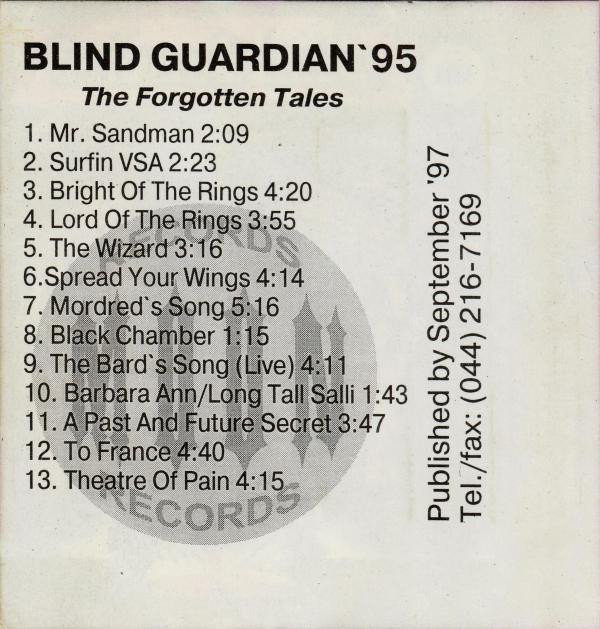 BLIND GUARDIAN`95
The Forgotten Tales
1. Mr. Sandman 2:09
2. Surfin VSA 2:23
3. Bright Of The Rings 4:20
4. Lord Of The Rings 3:55
5. The Wizard 3:16
6.Spread Your Wings 4:14
7. Mordred`s Song 5:16
8. Black Chamber 1:15
9. The Bard`s Song (Live) 4:11
10. Barbara Ann/Long Tall Salli 1:43
11. A Past And Future Secret 3:47
12. To France 4:40
13. Theatre Of Pain 4:15
RECORDS
RECORDS
Published by September '97
Tel./fax: (044) 216-7169